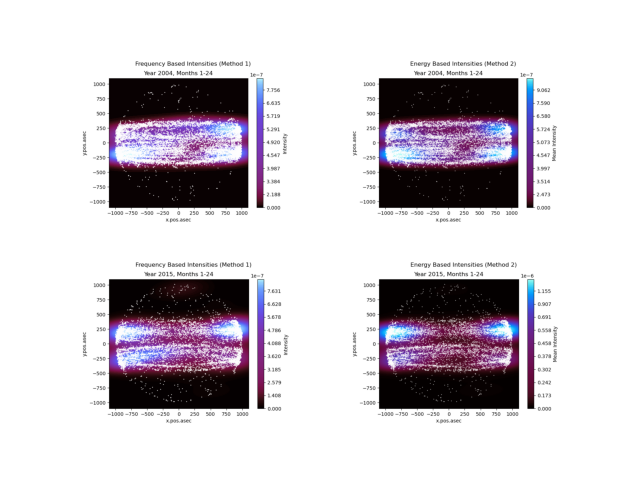 Frequency Based Intensities (Method 1)
Year 2004, Months 1-24
1e−7
1000
750
500
250
0
−250
−500
−750
−1000
y.pos.asec
−1000 −750 −500 −250 0 250 500 750 1000
x.pos.asec
7.756
6.635
5.719
5.291
4.920
4.547
3.997
3.384
2.188
0.000
Intensity
Energy Based Intensities (Method 2)
Year 2004, Months 1-24
1e−7
1000
750
500
250
0
−250
−500
−750
−1000
y.pos.asec
−1000 −750 −500 −250 0 250 500 750 1000
x.pos.asec
9.062
7.590
6.580
5.724
5.073
4.547
3.997
3.514
2.473
0.000
Mean Intensity
Frequency Based Intensities (Method 1)
Year 2015, Months 1-24
1e−7
1000
750
500
250
0
−250
−500
−750
−1000
y.pos.asec
−1000 −750 −500 −250 0 250 500 750 1000
x.pos.asec
7.631
6.628
5.678
4.786
4.088
3.620
3.185
2.579
1.408
0.000
Intensity
Energy Based Intensities (Method 2)
Year 2015, Months 1-24
1e−6
1000
750
500
250
0
−250
−500
−750
−1000
y.pos.asec
−1000 −750 −500 −250 0 250 500 750 1000
x.pos.asec
1.155
0.907
0.691
0.558
0.458
0.378
0.302
0.242
0.173
0.000
Mean Intensity